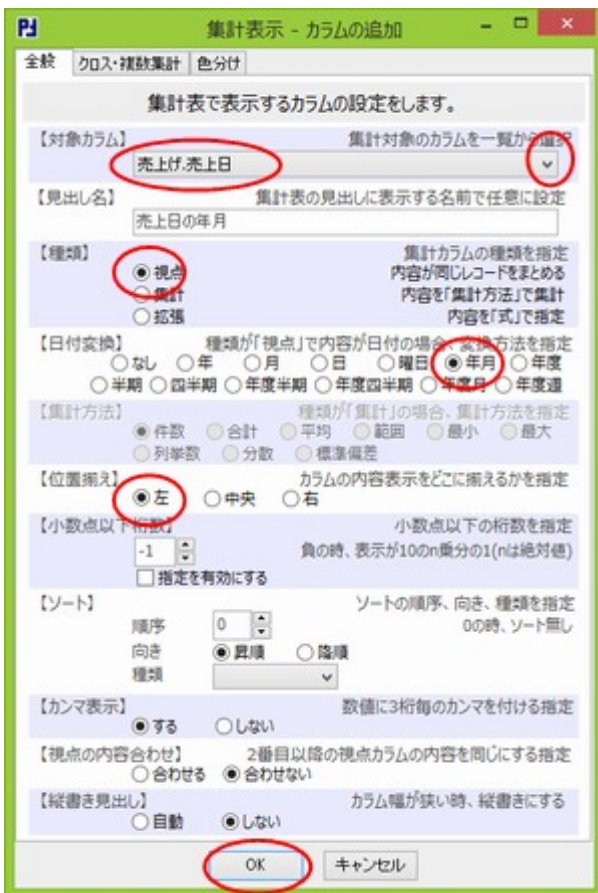 集計表示 - カラムの追加
全般 クロス・複数集計 色分け
集計表で表示するカラムの設定をします。
【対象カラム】 集計対象のカラムを一覧から選択
売上げ.売上日
【見出し名】 集計表の見出しに表示する名前で任意に設定
売上日の年月
【種類】 集計カラムの種類を指定
視点 内容が同じレコードをまとめる
集計 内容を「集計方法」で集計
拡張 内容を「式」で指定
【日付変換】 種類が「視点」で内容が日付の場合、変換方法を指定
なし 年 月 日 曜日 年月 年度
半期 四半期 年度半期 年度四半期 年度月 年度週
【集計方法】 種類が「集計」の場合、集計方法を指定
件数 合計 平均 範囲 最小 最大
列挙数 分散 標準偏差
【位置揃え】 カラムの内容表示をどこに揃えるかを指定
左 中央 右
【小数点以下桁数】 小数点以下の桁数を指定
-1 負の時、表示が10のn乗分の1(nは絶対値)
指定を有効にする
【ソート】 ソートの順序、向き、種類を指定
順序 0 0の時、ソート無し
向き 昇順 降順
種類
【カンマ表示】 数値に3桁毎のカンマを付ける指定
する しない
【視点の内容合わせ】 2番目以降の視点カラムの内容を同じにする指定
合わせる 合わせない
【縦書き見出し】 カラム幅が狭い時、縦書きにする
自動 しない
OK キャンセル